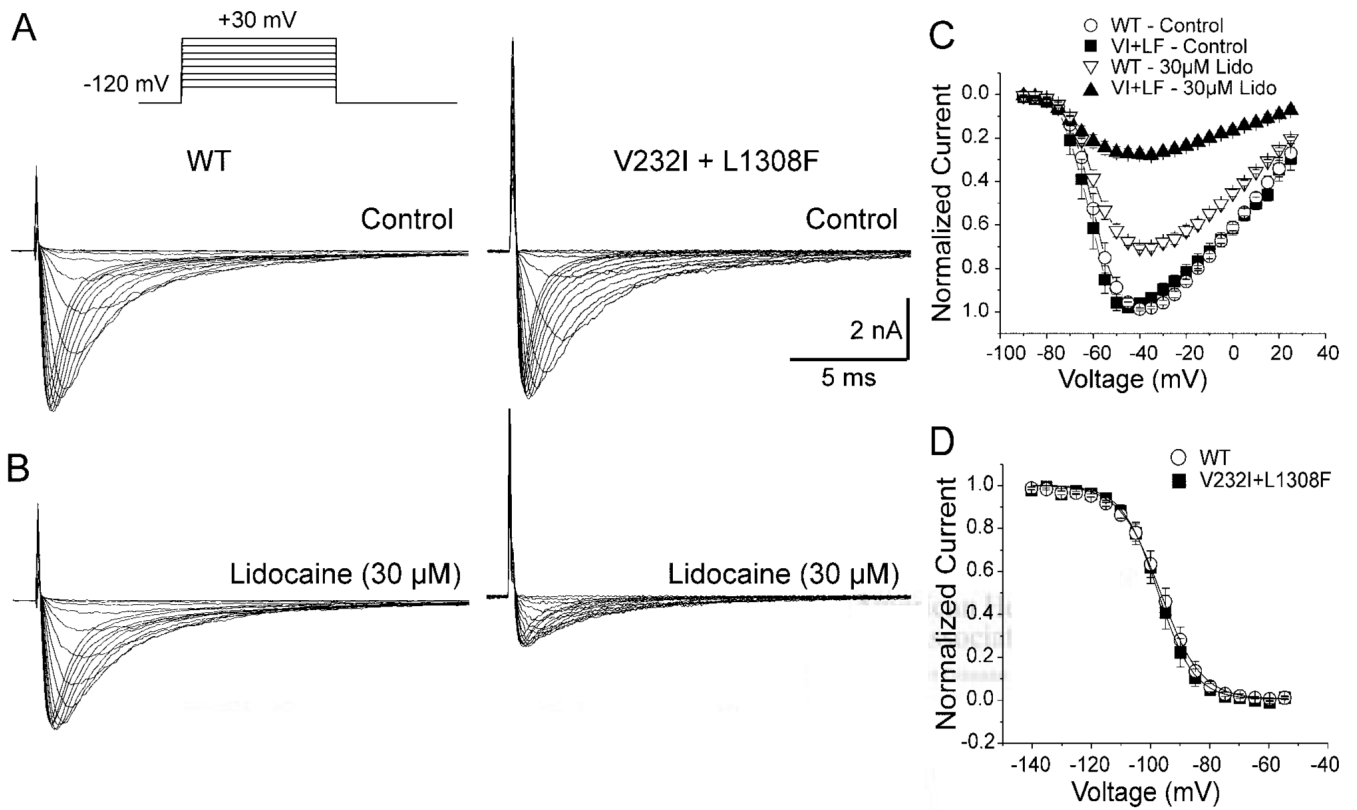 A
+30 mV
-120 mV
WT
Control
V232I + L1308F
Control
2 nA
5 ms
B
Lidocaine (30 µM)
Lidocaine (30 µM)
C
WT - Control
VI+LF - Control
WT - 30µM Lido
VI+LF - 30µM Lido
Normalized Current
0.0
0.2
0.4
0.6
0.8
1.0
-100 -80 -60 -40 -20 0 20 40
Voltage (mV)
D
WT
V232I+L1308F
Normalized Current
1.0
0.8
0.6
0.4
0.2
0.0
-0.2
-140 -120 -100 -80 -60 -40
Voltage (mV)